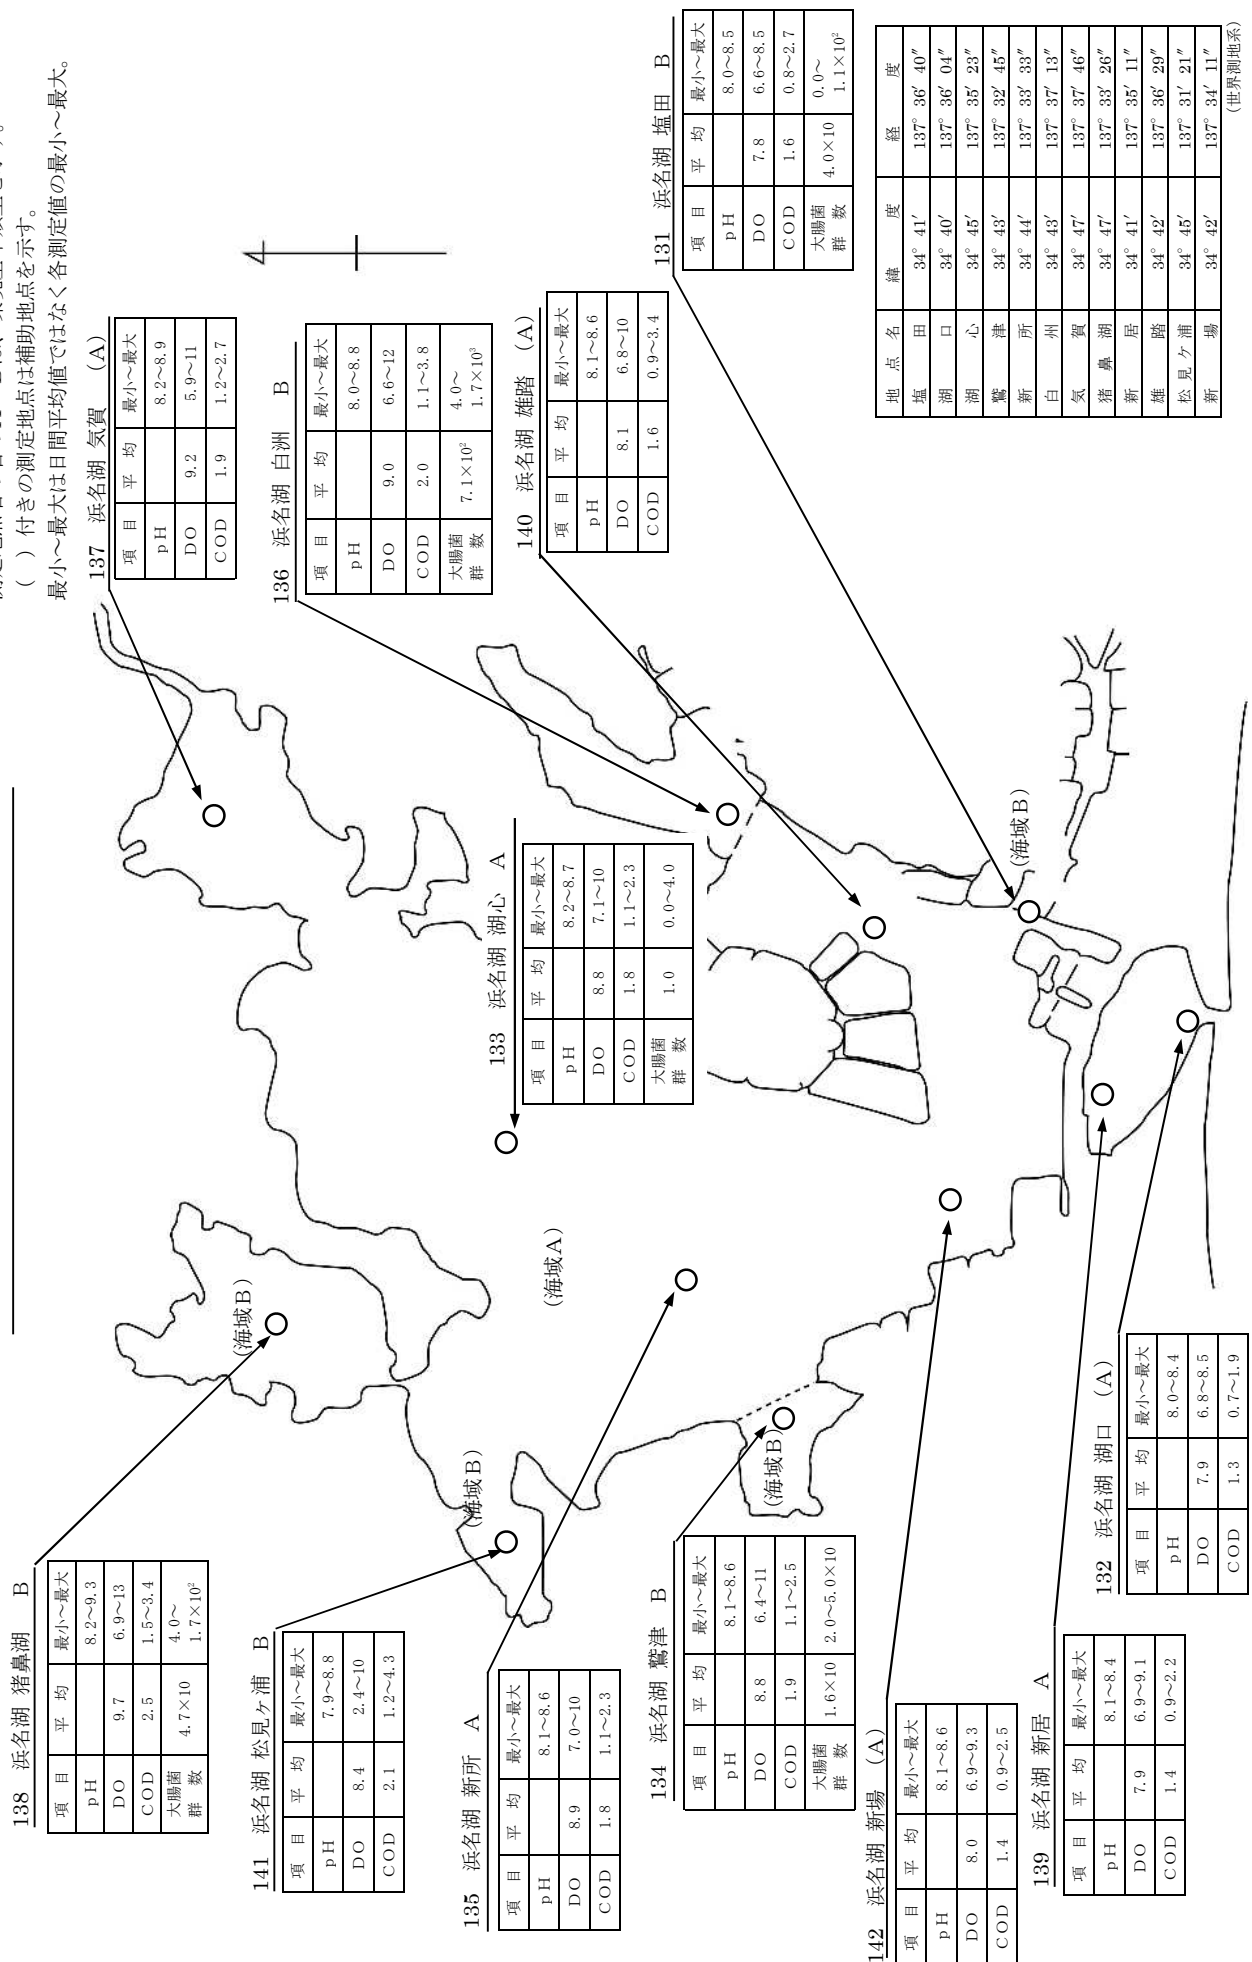 ( ) 付きの測定地点は補助地点を示す。
最小～最大は日間平均値ではなく各測定値の最小～最大。
138 浜名湖 猪鼻湖 B
項 目 平 均 最小～最大
pH 8.2～9.3
DO 9.7 6.9～13
COD 2.5 1.5～3.4
大腸菌 4.7×10 4.0～
群 数 1.7×10²
141 浜名湖 松見ヶ浦 B
項 目 平 均 最小～最大
pH 7.9～8.8
DO 8.4 2.4～10
COD 2.1 1.2～4.3
135 浜名湖 新所 A
項 目 平 均 最小～最大
pH 8.1～8.6
DO 8.9 7.0～10
COD 1.8 1.1～2.3
134 浜名湖 鷲津 B
項 目 平 均 最小～最大
pH 8.1～8.6
DO 8.8 6.4～11
COD 1.9 1.1～2.5
大腸菌 1.6×10 2.0～5.0×10
群 数
142 浜名湖 新場 (A)
項 目 平 均 最小～最大
pH 8.1～8.6
DO 8.0 6.9～9.3
COD 1.4 0.9～2.5
139 浜名湖 新居 A
項 目 平 均 最小～最大
pH 8.1～8.4
DO 7.9 6.9～9.1
COD 1.4 0.9～2.2
132 浜名湖 湖口 (A)
項 目 平 均 最小～最大
pH 8.0～8.4
DO 7.9 6.8～8.5
COD 1.3 0.7～1.9
(海域B)
(海域B)
(海域A)
(海域B)
(海域B)
133 浜名湖 湖心 A
項 目 平 均 最小～最大
pH 8.2～8.7
DO 8.8 7.1～10
COD 1.8 1.1～2.3
大腸菌 1.0 0.0～4.0
群 数
137 浜名湖 気賀 (A)
項 目 平 均 最小～最大
pH 8.2～8.9
DO 9.2 5.9～11
COD 1.9 1.2～2.7
136 浜名湖 白洲 B
項 目 平 均 最小～最大
pH 8.0～8.8
DO 9.0 6.6～12
COD 2.0 1.1～3.8
大腸菌 7.1×10² 4.0～
群 数 1.7×10³
140 浜名湖 雄踏 (A)
項 目 平 均 最小～最大
pH 8.1～8.6
DO 8.1 6.8～10
COD 1.6 0.9～3.4
131 浜名湖 塩田 B
項 目 平 均 最小～最大
pH 8.0～8.5
DO 7.8 6.6～8.5
COD 1.6 0.8～2.7
大腸菌 4.0×10 0.0～
群 数 1.1×10²
地 点 名 緯 度 経 度
塩 田 34° 41′ 137° 36′ 40″
湖 口 34° 40′ 137° 36′ 04″
湖 心 34° 45′ 137° 35′ 23″
鷲 津 34° 43′ 137° 32′ 45″
新 所 34° 44′ 137° 33′ 33″
白 州 34° 43′ 137° 37′ 13″
気 賀 34° 47′ 137° 37′ 46″
猪 鼻 湖 34° 47′ 137° 33′ 26″
新 居 34° 41′ 137° 35′ 11″
雄 踏 34° 42′ 137° 36′ 29″
松 見 ケ 浦 34° 45′ 137° 31′ 21″
新 場 34° 42′ 137° 34′ 11″
(世界測地系)